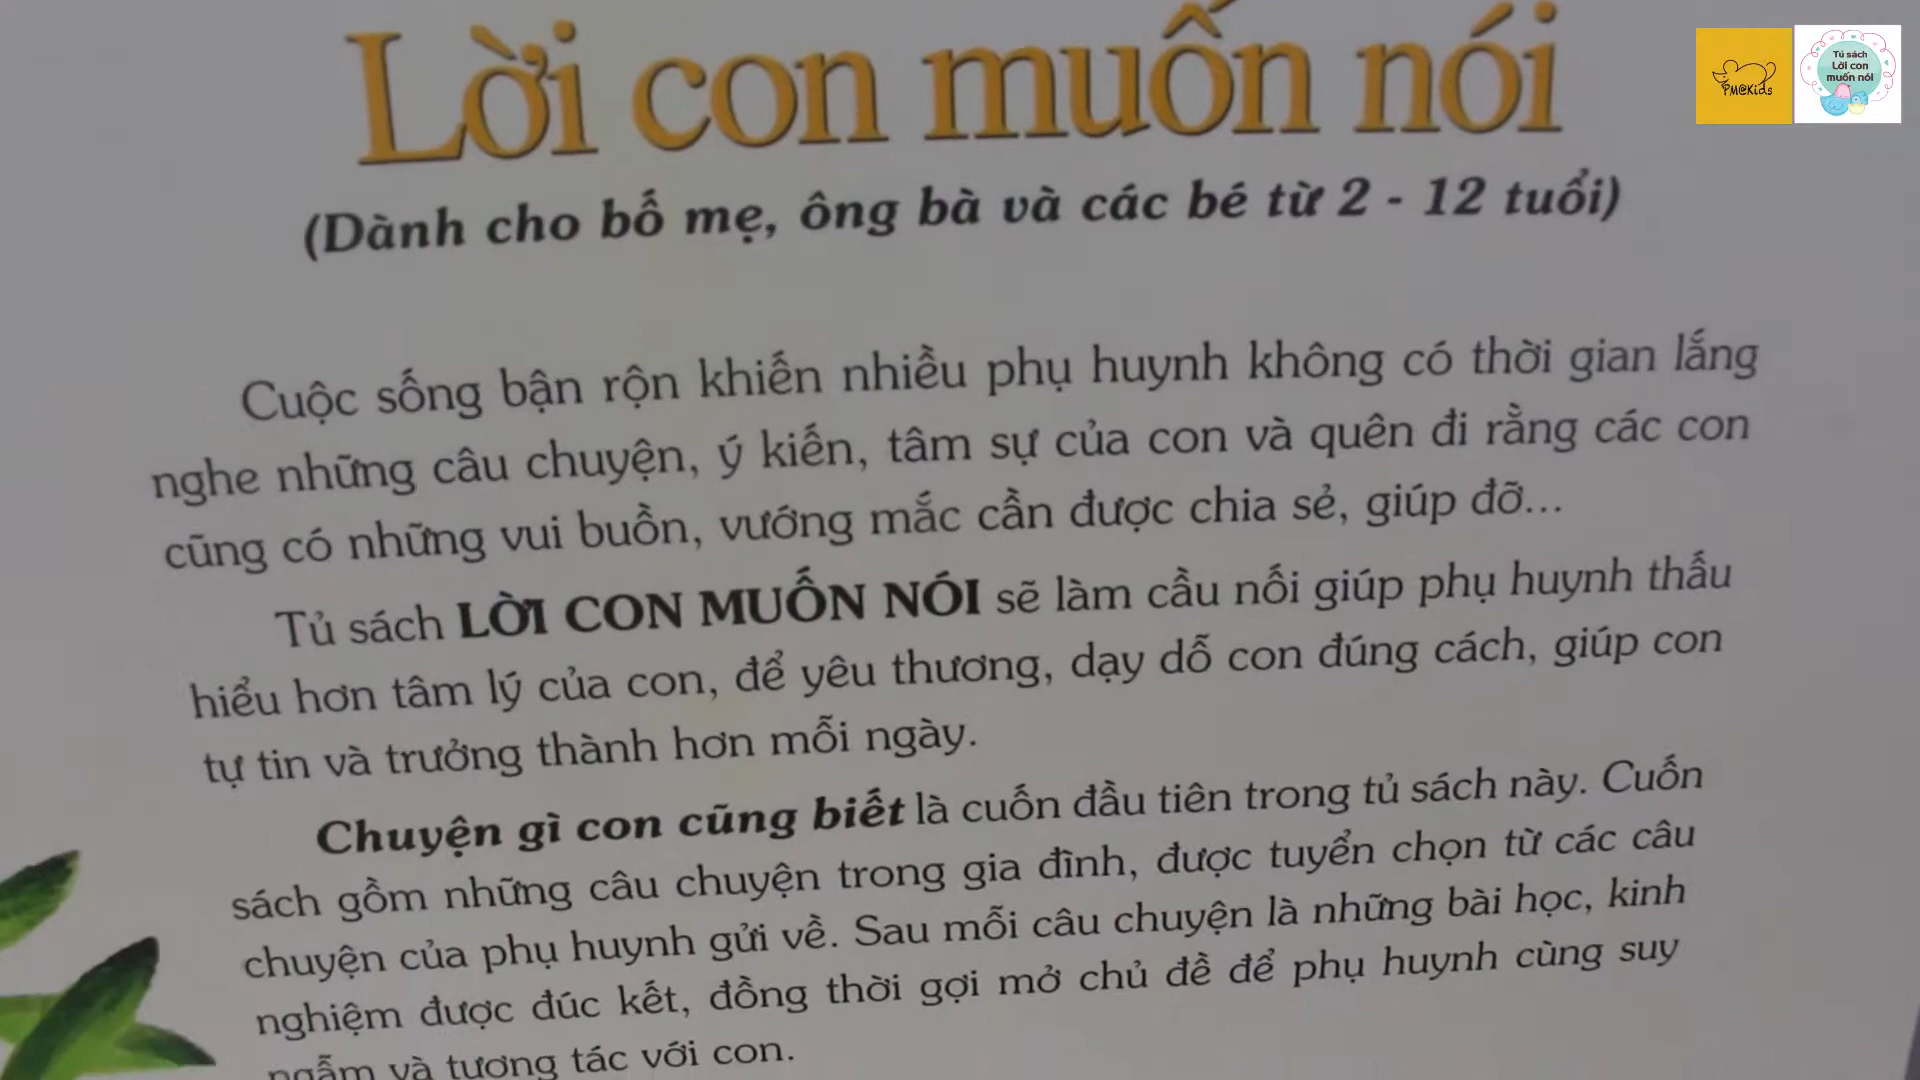 Lời con muốn nói
(Dành cho bố mẹ, ông bà và các bé từ 2 - 12 tuổi)
Cuộc sống bận rộn khiến nhiều phụ huynh không có thời gian lắng
nghe những câu chuyện, ý kiến, tâm sự của con và quên đi rằng các con
cũng có những vui buồn, vướng mắc cần được chia sẻ, giúp đỡ...
Tủ sách LỜI CON MUỐN NÓI sẽ làm cầu nối giúp phụ huynh thấu
hiểu hơn tâm lý của con, để yêu thương, dạy dỗ con đúng cách, giúp con
tự tin và trưởng thành hơn mỗi ngày.
Chuyện gì con cũng biết là cuốn đầu tiên trong tủ sách này. Cuốn
sách gồm những câu chuyện trong gia đình, được tuyển chọn từ các câu
chuyện của phụ huynh gửi về. Sau mỗi câu chuyện là những bài học, kinh
nghiệm được đúc kết, đồng thời gợi mở chủ đề để phụ huynh cùng suy
ngẫm và tương tác với con.
PM@Kids
Tủ sách
Lời con
muốn nói